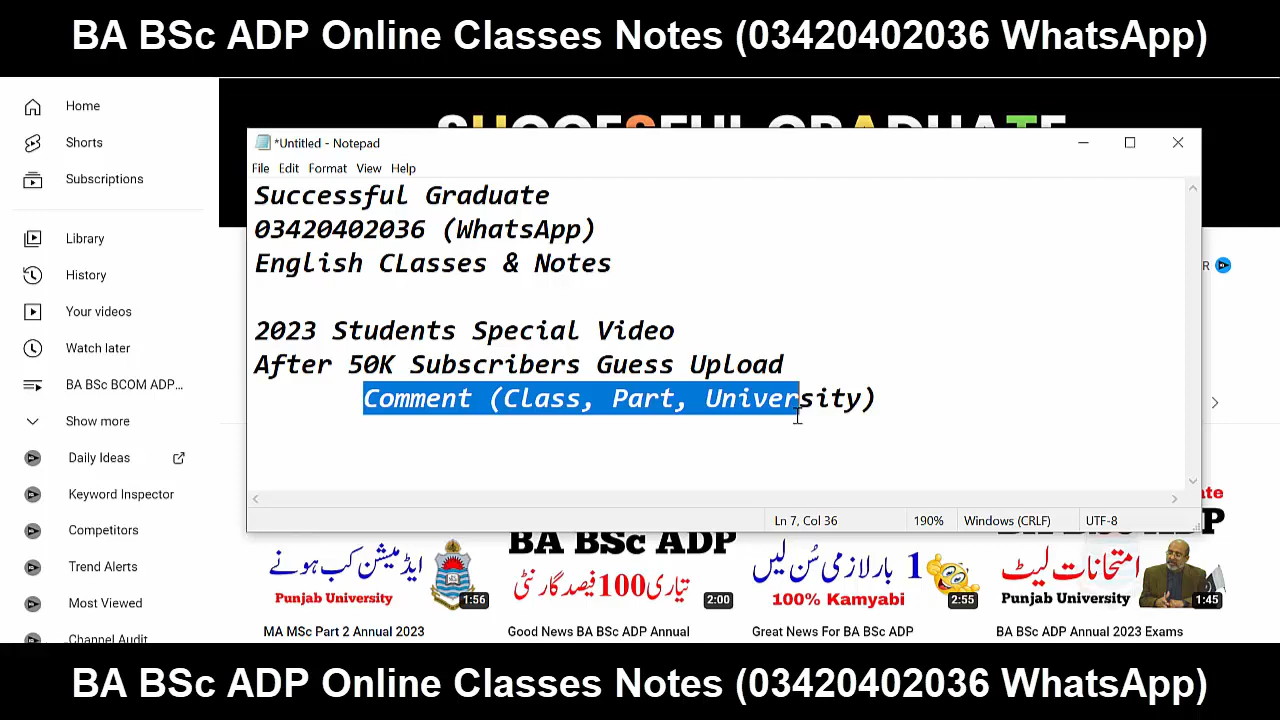 BA BSc ADP Online Classes Notes (03420402036 WhatsApp)
SUCCESSFUL GRADUATE
Home
Shorts
Subscriptions
Library
History
Your videos
Watch later
BA BSc BCOM ADP...
Show more
Daily Ideas
Keyword Inspector
Competitors
Trend Alerts
Most Viewed
Channel Audit
*Untitled - Notepad
File Edit Format View Help
Successful Graduate
03420402036 (WhatsApp)
English CLasses & Notes
2023 Students Special Video
After 50K Subscribers Guess Upload
Comment (Class, Part, University)
Ln 7, Col 36 190% Windows (CRLF) UTF-8
R
ایڈمیشن کب ہونے
Punjab University
1:56
MA MSc Part 2 Annual 2023
BA BSc ADP
تیاری 100 فیصد گارنٹی
2:00
Good News BA BSc ADP Annual
1 بار لازمی سُن لیں
100% Kamyabi
2:55
Great News For BA BSc ADP
امتحانات لیٹ
Punjab University
1:45
BA BSc ADP Annual 2023 Exams
BA BSc ADP Online Classes Notes (03420402036 WhatsApp)